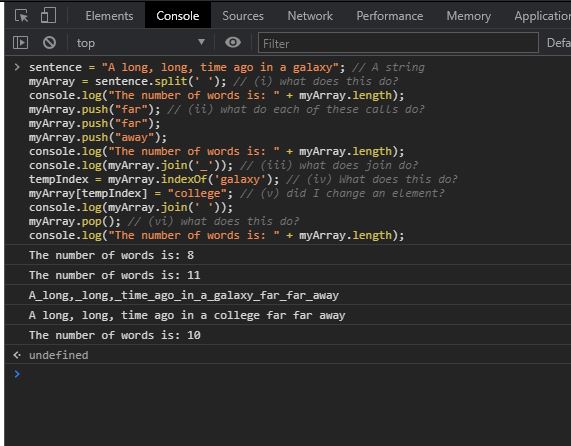 Elements Console Sources Network Performance Memory Application
top ▼ Filter Defa
> sentence = "A long, long, time ago in a galaxy"; // A string
myArray = sentence.split(' '); // (i) what does this do?
console.log("The number of words is: " + myArray.length);
myArray.push("far"); // (ii) what do each of these calls do?
myArray.push("far");
myArray.push("away");
console.log("The number of words is: " + myArray.length);
console.log(myArray.join('_')); // (iii) what does join do?
tempIndex = myArray.indexOf('galaxy'); // (iv) What does this do?
myArray[tempIndex] = "college"; // (v) did I change an element?
console.log(myArray.join(' '));
myArray.pop(); // (vi) what does this do?
console.log("The number of words is: " + myArray.length);
The number of words is: 8
The number of words is: 11
A_long,_long,_time_ago_in_a_galaxy_far_far_away
A long, long, time ago in a college far far away
The number of words is: 10
undefined
>